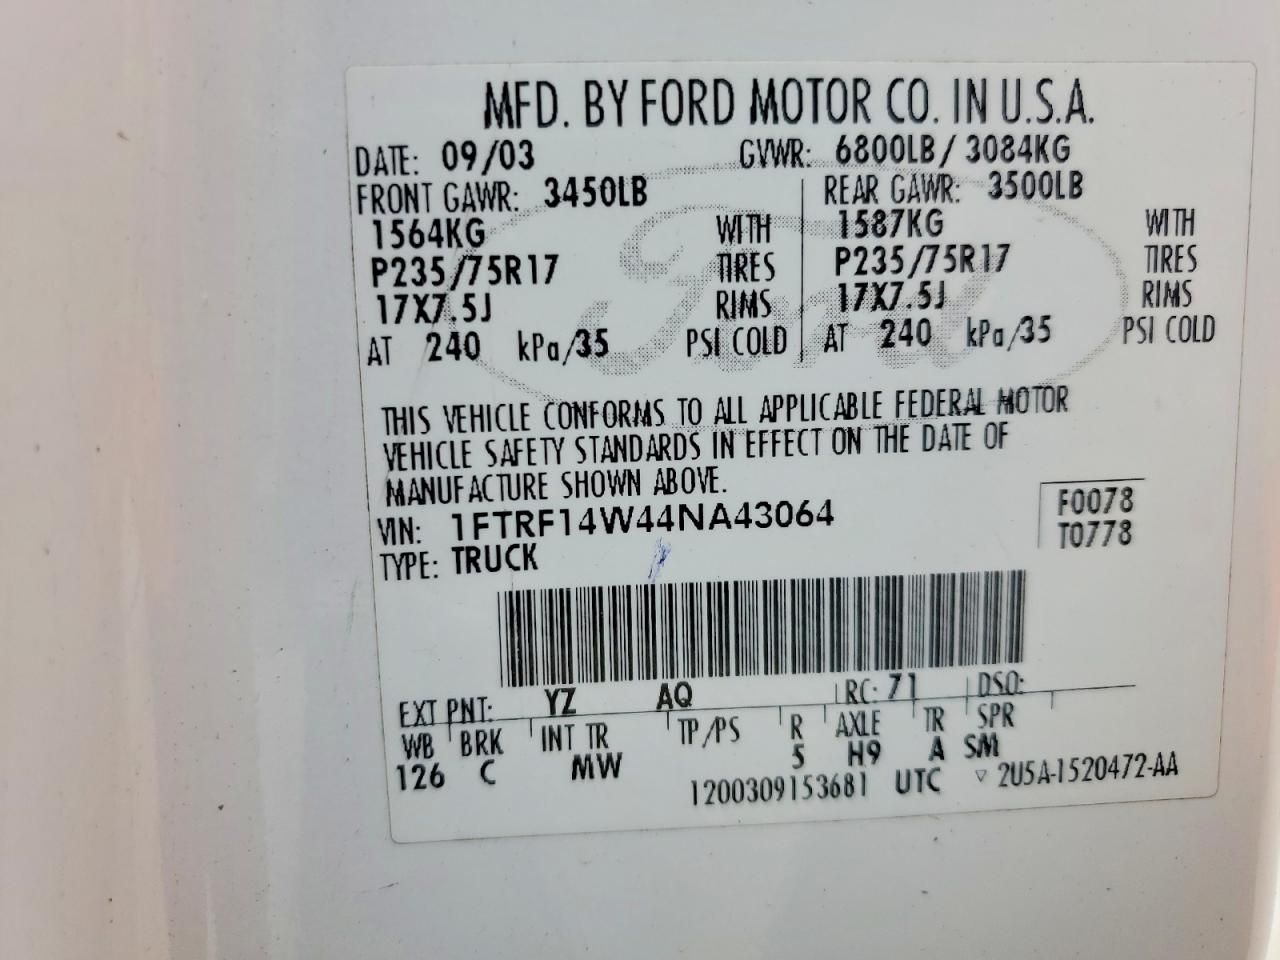 MFD. BY FORD MOTOR CO. IN U.S.A.
DATE: 09/03 GVWR: 6800LB / 3084KG
FRONT GAWR: 3450LB REAR GAWR: 3500LB
1564KG WITH 1587KG WITH
P235/75R17 TIRES P235/75R17 TIRES
17X7.5J RIMS 17X7.5J RIMS
AT 240 kPa/35 PSI COLD AT 240 kPa/35 PSI COLD
Ford
THIS VEHICLE CONFORMS TO ALL APPLICABLE FEDERAL MOTOR
VEHICLE SAFETY STANDARDS IN EFFECT ON THE DATE OF
MANUFACTURE SHOWN ABOVE.
VIN: 1FTRF14W44NA43064 F0078
TYPE: TRUCK T0778
EXT PNT: YZ AQ RC: 71 DSO:
WB BRK INT TR TP/PS R AXLE TR SPR
126 C MW 5 H9 A SM
1200309153681 UTC ▽ 2U5A-1520472-AA